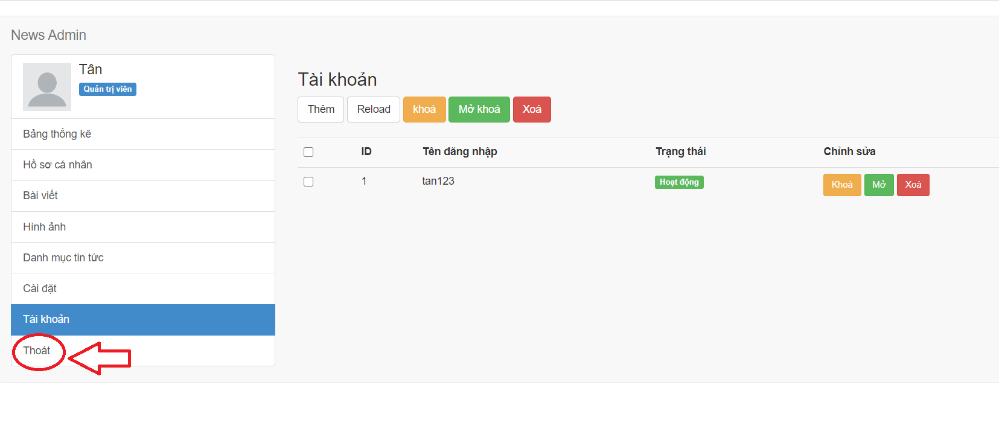 News Admin
Tân
Quản trị viên
Bảng thống kê
Hồ sơ cá nhân
Bài viết
Hình ảnh
Danh mục tin tức
Cài đặt
Tài khoản
Thoát
Tài khoản
Thêm Reload khoá Mở khoá Xoá
ID Tên đăng nhập Trạng thái Chỉnh sửa
1 tan123 Hoạt động Khoá Mở Xoá